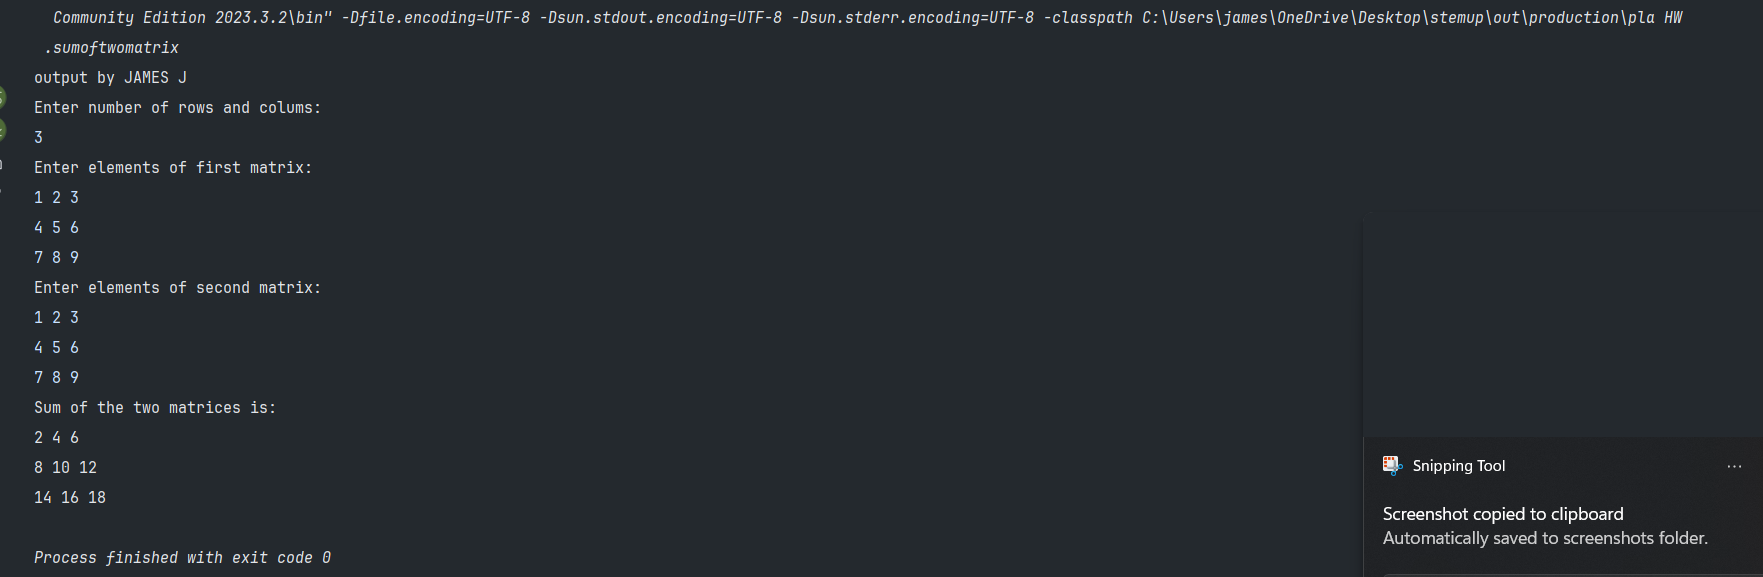 Community Edition 2023.3.2\bin" -Dfile.encoding=UTF-8 -Dsun.stdout.encoding=UTF-8 -Dsun.stderr.encoding=UTF-8 -classpath C:\Users\james\OneDrive\Desktop\stemup\out\production\pla HW
.sumoftwomatrix
output by JAMES J
Enter number of rows and colums:
3
Enter elements of first matrix:
1 2 3
4 5 6
7 8 9
Enter elements of second matrix:
1 2 3
4 5 6
7 8 9
Sum of the two matrices is:
2 4 6
8 10 12
14 16 18
Process finished with exit code 0
Snipping Tool
...
Screenshot copied to clipboard
Automatically saved to screenshots folder.